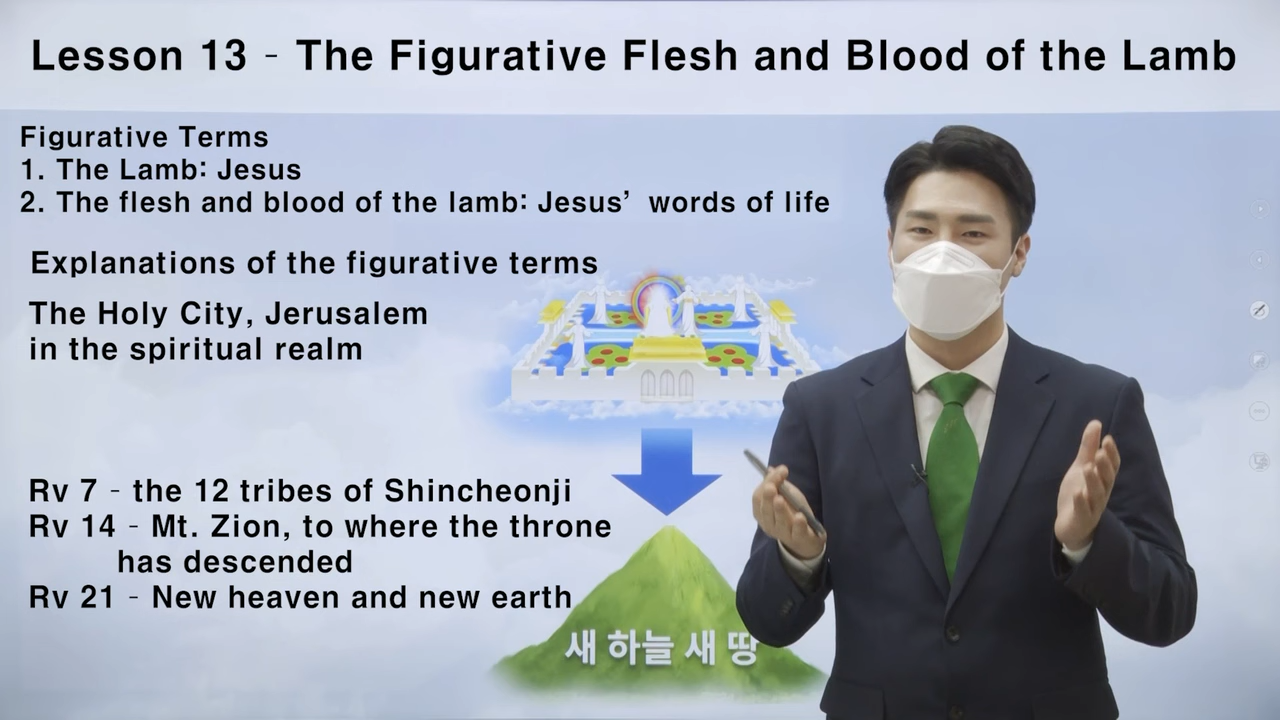 Lesson 13 - The Figurative Flesh and Blood of the Lamb
Figurative Terms
1. The Lamb: Jesus
2. The flesh and blood of the lamb: Jesus’ words of life
Explanations of the figurative terms
The Holy City, Jerusalem
in the spiritual realm
Rv 7 - the 12 tribes of Shincheonji
Rv 14 - Mt. Zion, to where the throne
has descended
Rv 21 - New heaven and new earth
새 하늘 새 땅